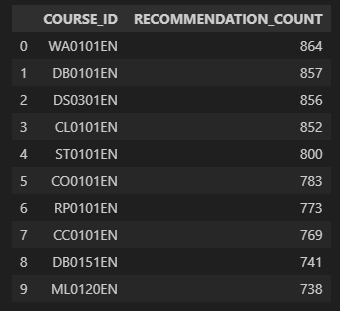 COURSE_ID RECOMMENDATION_COUNT
0 WA0101EN 864
1 DB0101EN 857
2 DS0301EN 856
3 CL0101EN 852
4 ST0101EN 800
5 CO0101EN 783
6 RP0101EN 773
7 CC0101EN 769
8 DB0151EN 741
9 ML0120EN 738